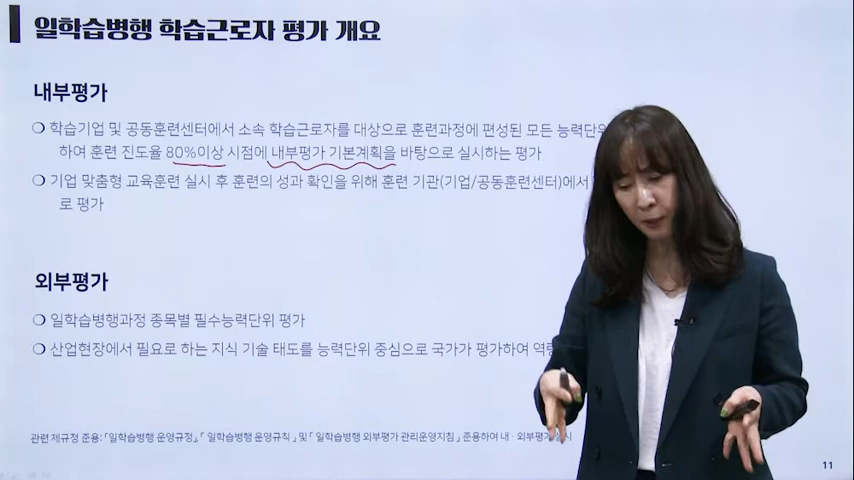 일학습병행 학습근로자 평가 개요
내부평가
❍ 학습기업 및 공동훈련센터에서 소속 학습근로자를 대상으로 훈련과정에 편성된 모든 능력단위
하여 훈련 진도율 80%이상 시점에 내부평가 기본계획을 바탕으로 실시하는 평가
❍ 기업 맞춤형 교육훈련 실시 후 훈련의 성과 확인을 위해 훈련 기관(기업/공동훈련센터)에서
로 평가
외부평가
❍ 일학습병행과정 종목별 필수능력단위 평가
❍ 산업현장에서 필요로 하는 지식 기술 태도를 능력단위 중심으로 국가가 평가하여
관련 제규정 준용:「일학습병행 운영규정」,「일학습병행 운영규칙」및「일학습병행 외부평가 관리운영지침」준용하여 내·외부평가
11